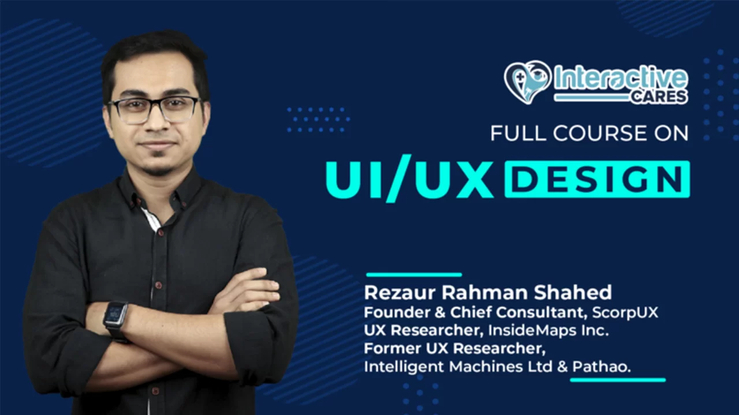 Interactive
CARES
FULL COURSE ON
UI/UX DESIGN
Rezaur Rahman Shahed
Founder & Chief Consultant, ScorpUX
UX Researcher, InsideMaps Inc.
Former UX Researcher,
Intelligent Machines Ltd & Pathao.